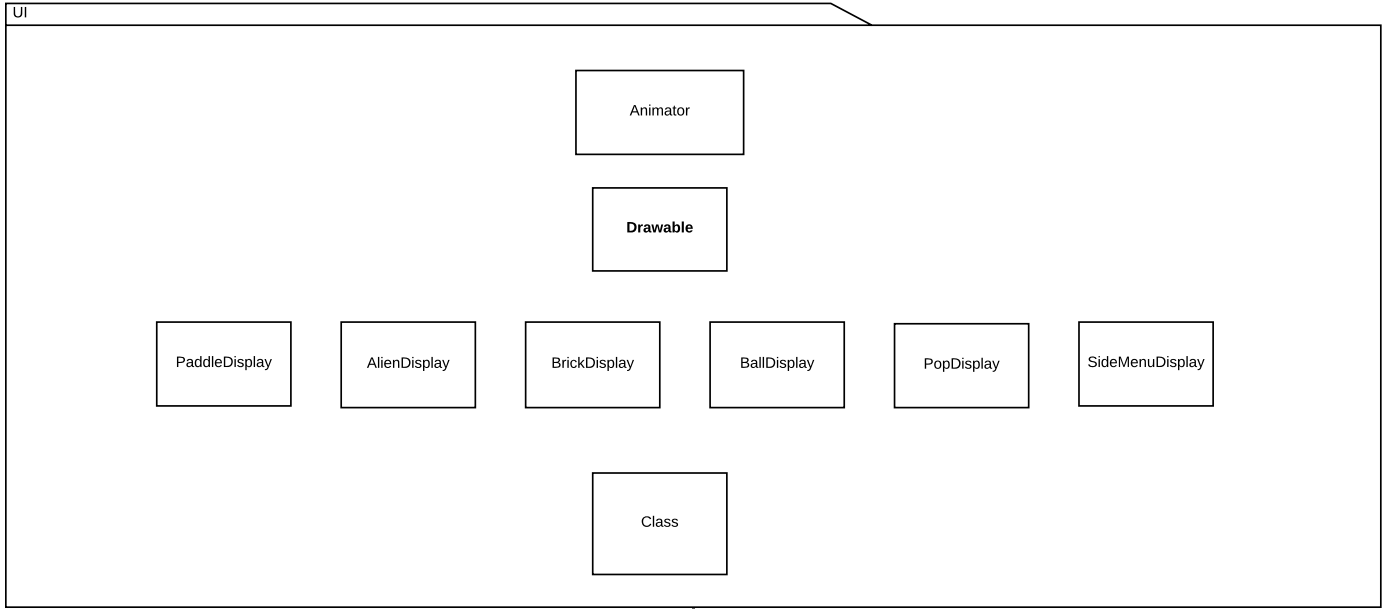 UI
Animator
Drawable
PaddleDisplay
AlienDisplay
BrickDisplay
BallDisplay
PopDisplay
SideMenuDisplay
Class